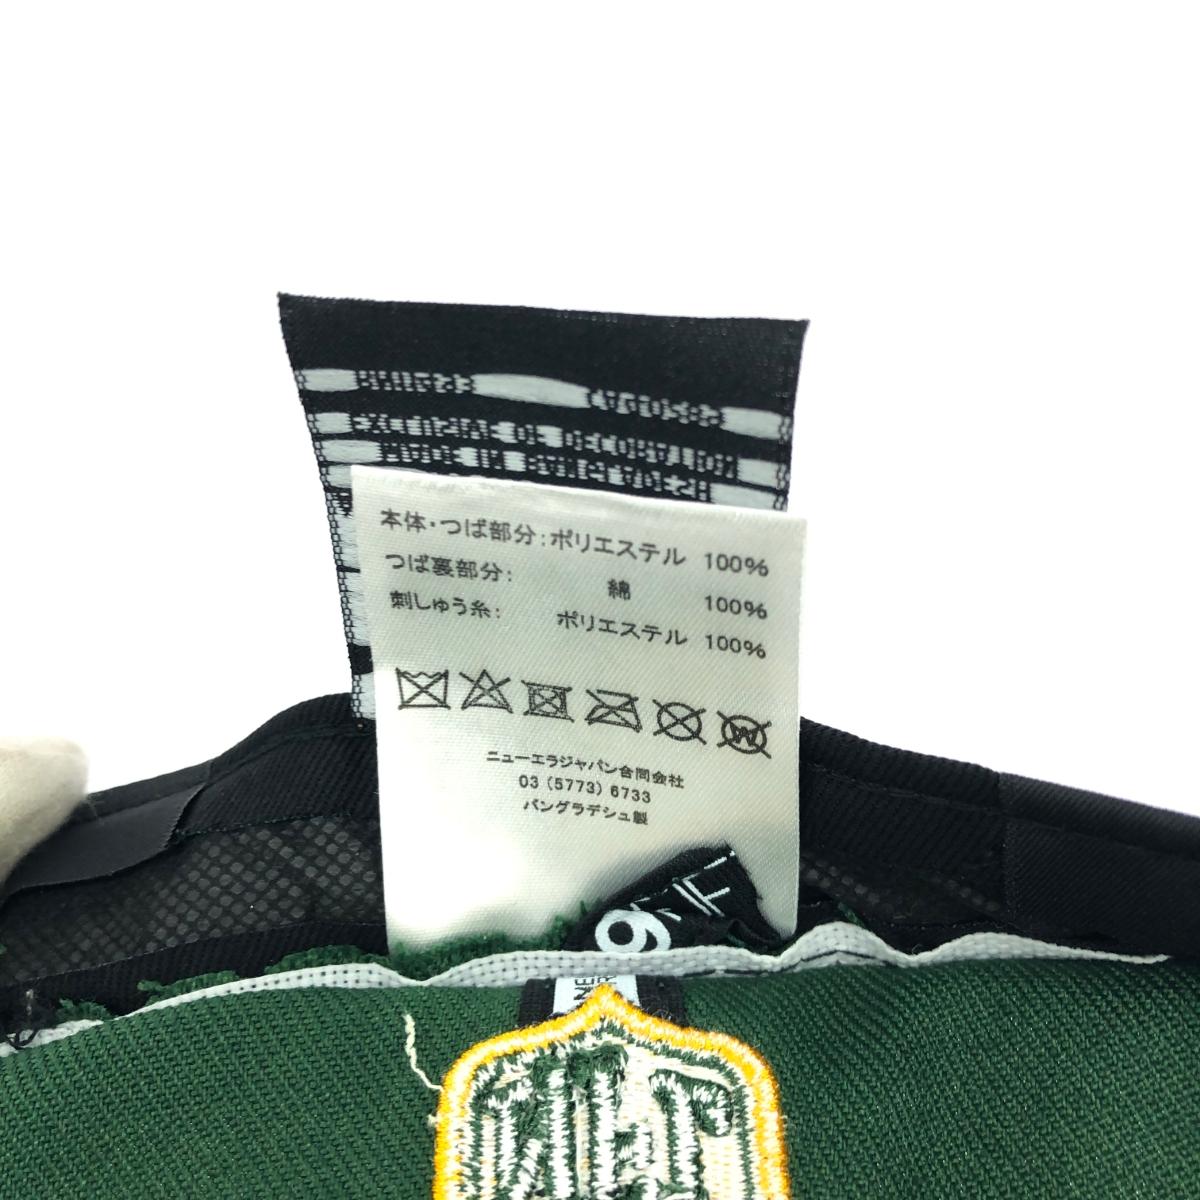 本体・つば部分:ポリエステル 100%
つば裏部分: 綿 100%
刺しゅう糸: ポリエステル 100%
ニューエラジャパン合同会社
03 (5773) 6733
バングラデシュ製
9
NE